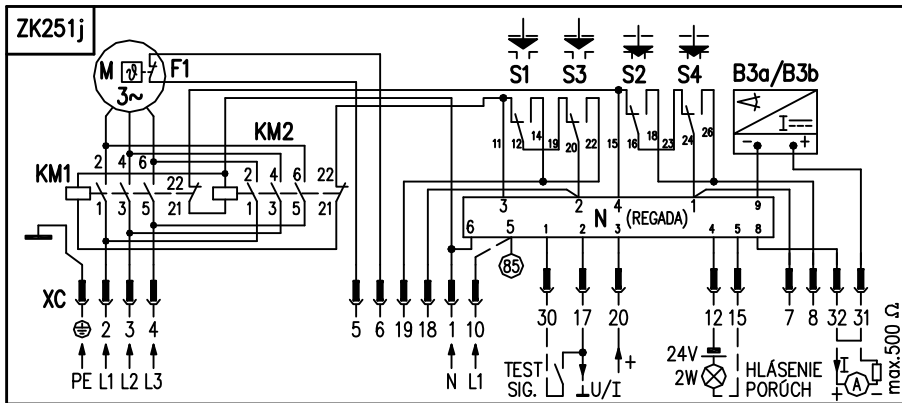 ZK251j
M ϑ F1
3~
S1 S3 S2 S4 B3a/B3b
I
- +
KM2
KM1
2 4 6 22 2 4 6 22
1 3 5 21 1 3 5 21
11 12 14 19 20 22 15 16 18 23 24 26
3 2 4 1 9
N (REGADA)
6 5 1 2 3 4 5 8
85
XC
2 3 4 5 6 19 18 1 10 30 17 20 12 15 7 8 32 31
PE L1 L2 L3 N L1
TEST
SIG.
U/I
+
24V
2W
HLÁSENIE
PORÚCH
I
+ A -
max.500 Ω